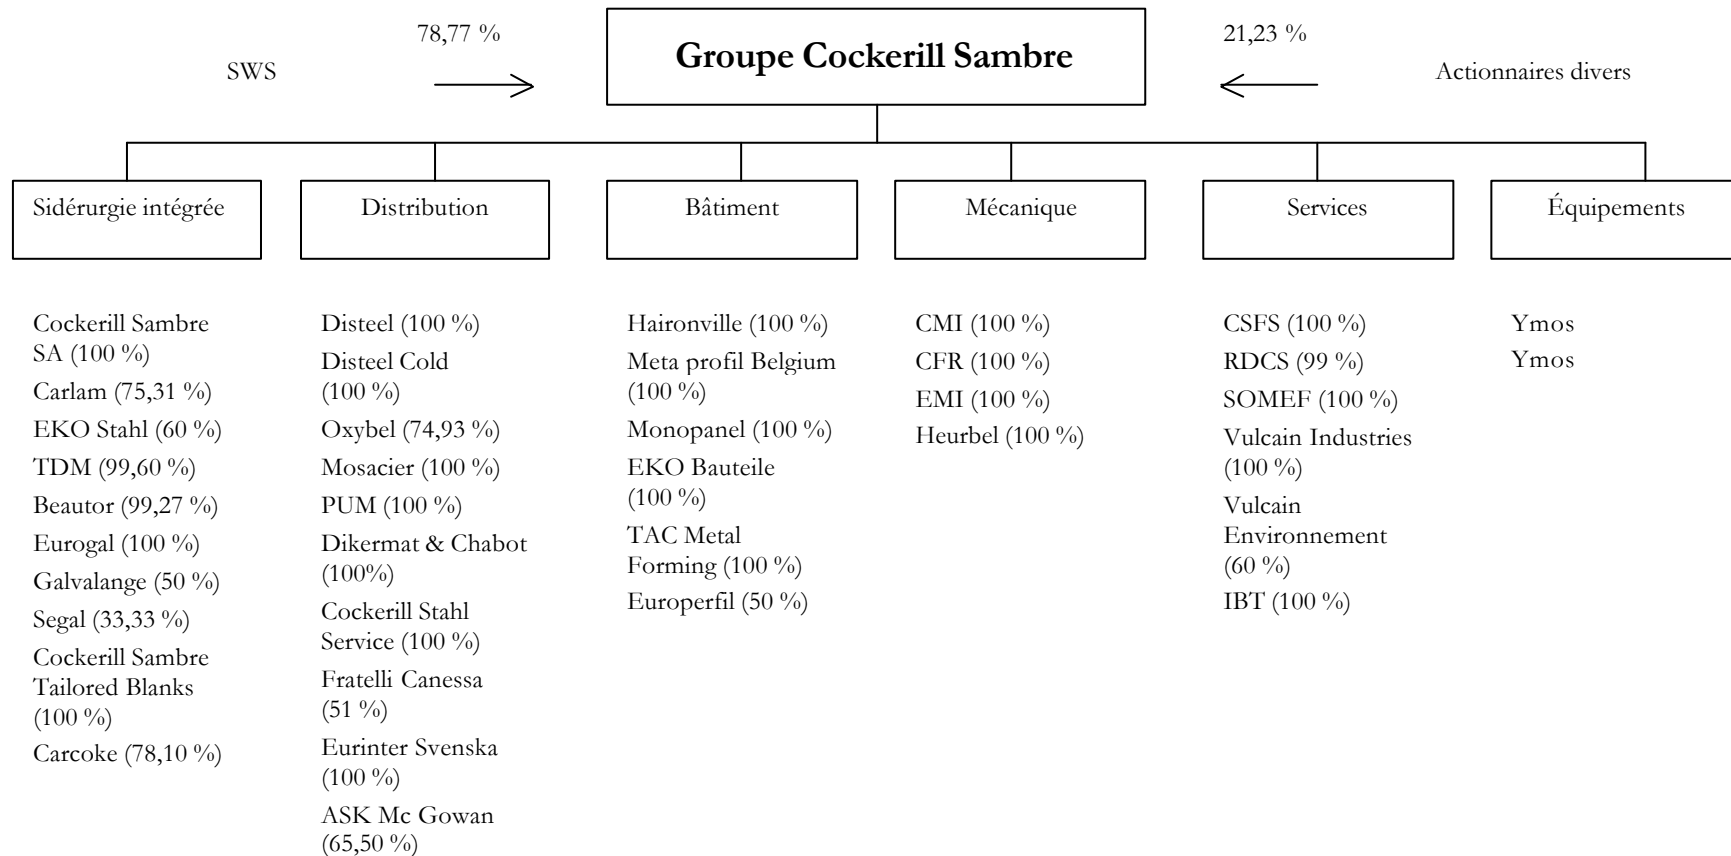 78,77 %
Groupe Cockerill Sambre
21,23 %
SWS
Actionnaires divers
Sidérurgie intégrée
Distribution
Bâtiment
Mécanique
Services
Équipements
Cockerill Sambre
SA (100 %)
Carlam (75,31 %)
EKO Stahl (60 %)
TDM (99,60 %)
Beautor (99,27 %)
Eurogal (100 %)
Galvalange (50 %)
Segal (33,33 %)
Cockerill Sambre
Tailored Blanks
(100 %)
Carcoke (78,10 %)
Disteel (100 %)
Disteel Cold
(100 %)
Oxybel (74,93 %)
Mosacier (100 %)
PUM (100 %)
Dikermat & Chabot
(100%)
Cockerill Stahl
Service (100 %)
Fratelli Canessa
(51 %)
Eurinter Svenska
(100 %)
ASK Mc Gowan
(65,50 %)
Haironville (100 %)
Meta profil Belgium
(100 %)
Monopanel (100 %)
EKO Bauteile
(100 %)
TAC Metal
Forming (100 %)
Europerfil (50 %)
CMI (100 %)
CFR (100 %)
EMI (100 %)
Heurbel (100 %)
CSFS (100 %)
RDCS (99 %)
SOMEF (100 %)
Vulcain Industries
(100 %)
Vulcain
Environnement
(60 %)
IBT (100 %)
Ymos
Ymos